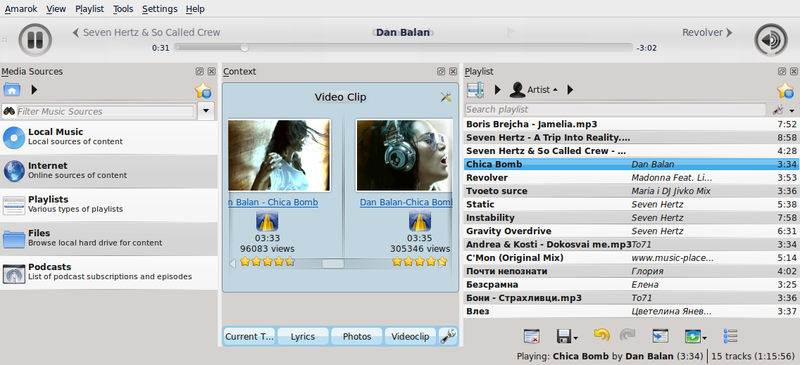 Amarok View Playlist Tools Settings Help
Seven Hertz & So Called Crew
Dan Balan
Revolver
0:31
-3:02
Media Sources
Filter Music Sources
Local Music
Local sources of content
Internet
Online sources of content
Playlists
Various types of playlists
Files
Browse local hard drive for content
Podcasts
List of podcast subscriptions and episodes
Context
Video Clip
n Balan - Chica Bomb
03:33
96083 views
Dan Balan-Chica Bomb
03:35
305346 views
Current T...
Lyrics
Photos
Videoclip
Playlist
Artist
Search playlist
Boris Brejcha - Jamelia.mp3 7:52
Seven Hertz - A Trip Into Reality.... 8:58
Seven Hertz & So Called Crew - ... 4:28
Chica Bomb Dan Balan 3:34
Revolver Madonna Feat. Li... 3:53
Tvoeto surce Maria i DJ Jivko Mix 3:36
Static Seven Hertz 5:38
Instability Seven Hertz 7:58
Gravity Overdrive Seven Hertz 6:31
Andrea & Kosti - Dokosvai me.mp3 To71 3:34
C'Mon (Original Mix) www.music-place... 5:14
Почти непознати Глория 4:02
Безсрамна Елена 3:25
Бони - Страхливци.mp3 To71 3:36
Влез Цветелина Янев... 3:37
Playing: Chica Bomb by Dan Balan (3:34) 15 tracks (1:15:56)